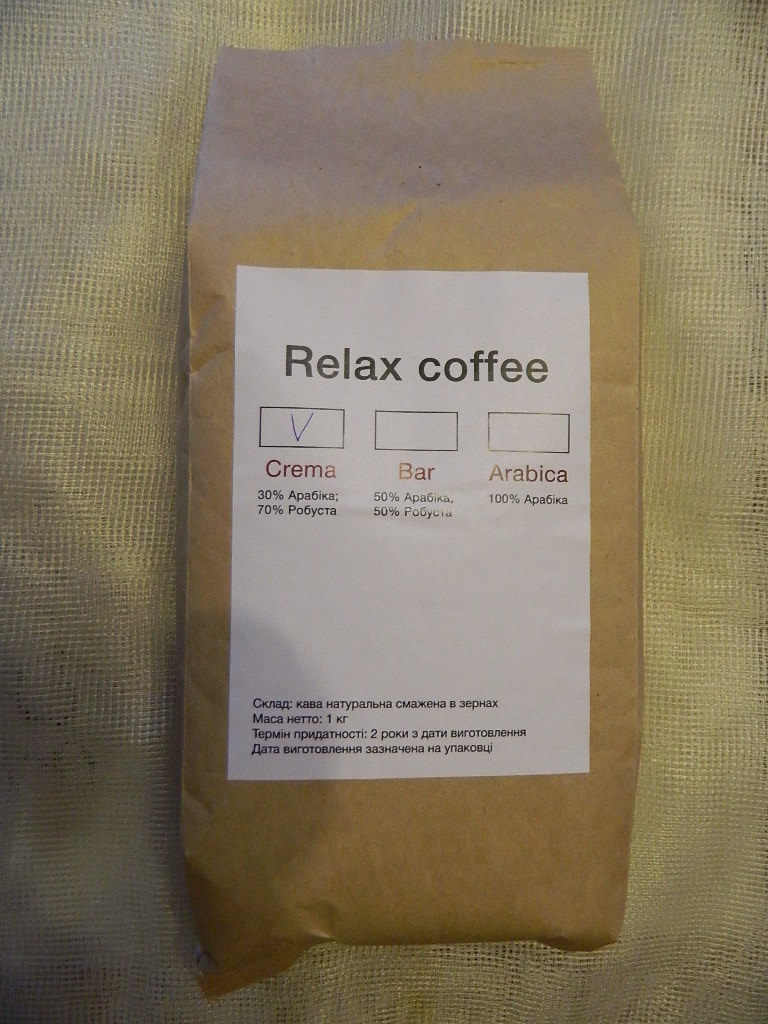 Relax coffee
V
Crema Bar Arabica
30% Арабіка; 50% Арабіка, 100% Арабіка
70% Робуста 50% Робуста
Склад: кава натуральна смажена в зернах
Маса нетто: 1 кг
Термін придатності: 2 роки з дати виготовлення
Дата виготовлення зазначена на упаковці